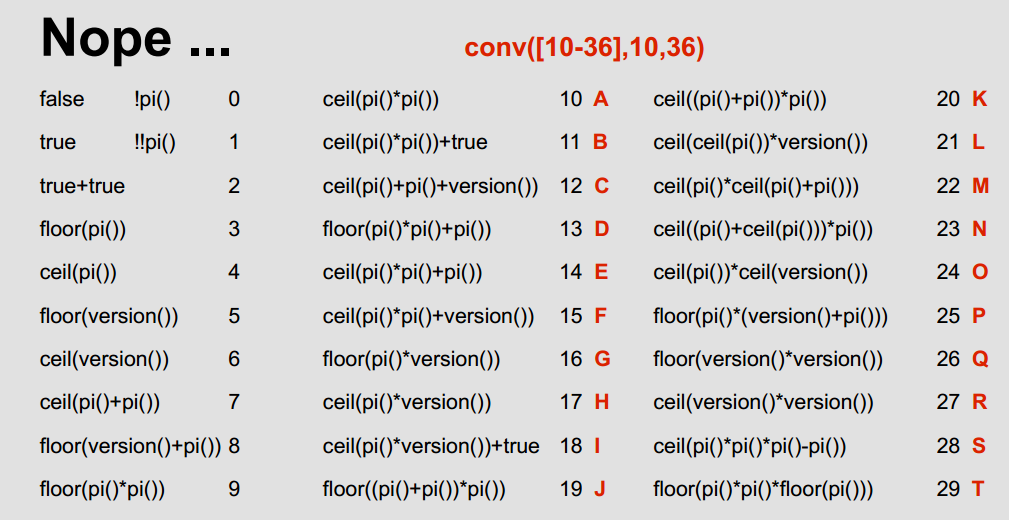 Nope ...
conv([10-36],10,36)
false !pi() 0 ceil(pi()*pi()) 10 A ceil((pi()+pi())*pi()) 20 K
true !!pi() 1 ceil(pi()*pi())+true 11 B ceil(ceil(pi())*version()) 21 L
true+true 2 ceil(pi()+pi()+version()) 12 C ceil(pi()*ceil(pi()+pi())) 22 M
floor(pi()) 3 floor(pi()*pi()+pi()) 13 D ceil((pi()+ceil(pi()))*pi()) 23 N
ceil(pi()) 4 ceil(pi()*pi()+pi()) 14 E ceil(pi())*ceil(version()) 24 O
floor(version()) 5 ceil(pi()*pi()+version()) 15 F floor(pi()*(version()+pi())) 25 P
ceil(version()) 6 floor(pi()*version()) 16 G floor(version()*version()) 26 Q
ceil(pi()+pi()) 7 ceil(pi()*version()) 17 H ceil(version()*version()) 27 R
floor(version()+pi()) 8 ceil(pi()*version())+true 18 I ceil(pi()*pi()*pi()-pi()) 28 S
floor(pi()*pi()) 9 floor((pi()+pi())*pi()) 19 J floor(pi()*pi()*floor(pi())) 29 T